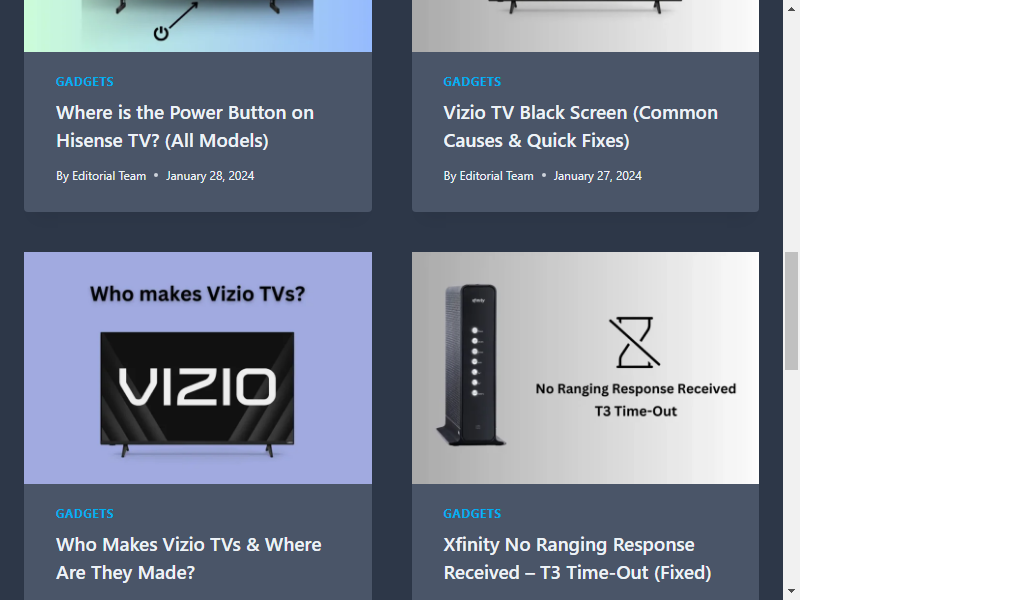 GADGETS
Where is the Power Button on
Hisense TV? (All Models)
By Editorial Team • January 28, 2024
GADGETS
Vizio TV Black Screen (Common
Causes & Quick Fixes)
By Editorial Team • January 27, 2024
Who makes Vizio TVs?
VIZIO
GADGETS
Who Makes Vizio TVs & Where
Are They Made?
xfinity
No Ranging Response Received
T3 Time-Out
GADGETS
Xfinity No Ranging Response
Received – T3 Time-Out (Fixed)